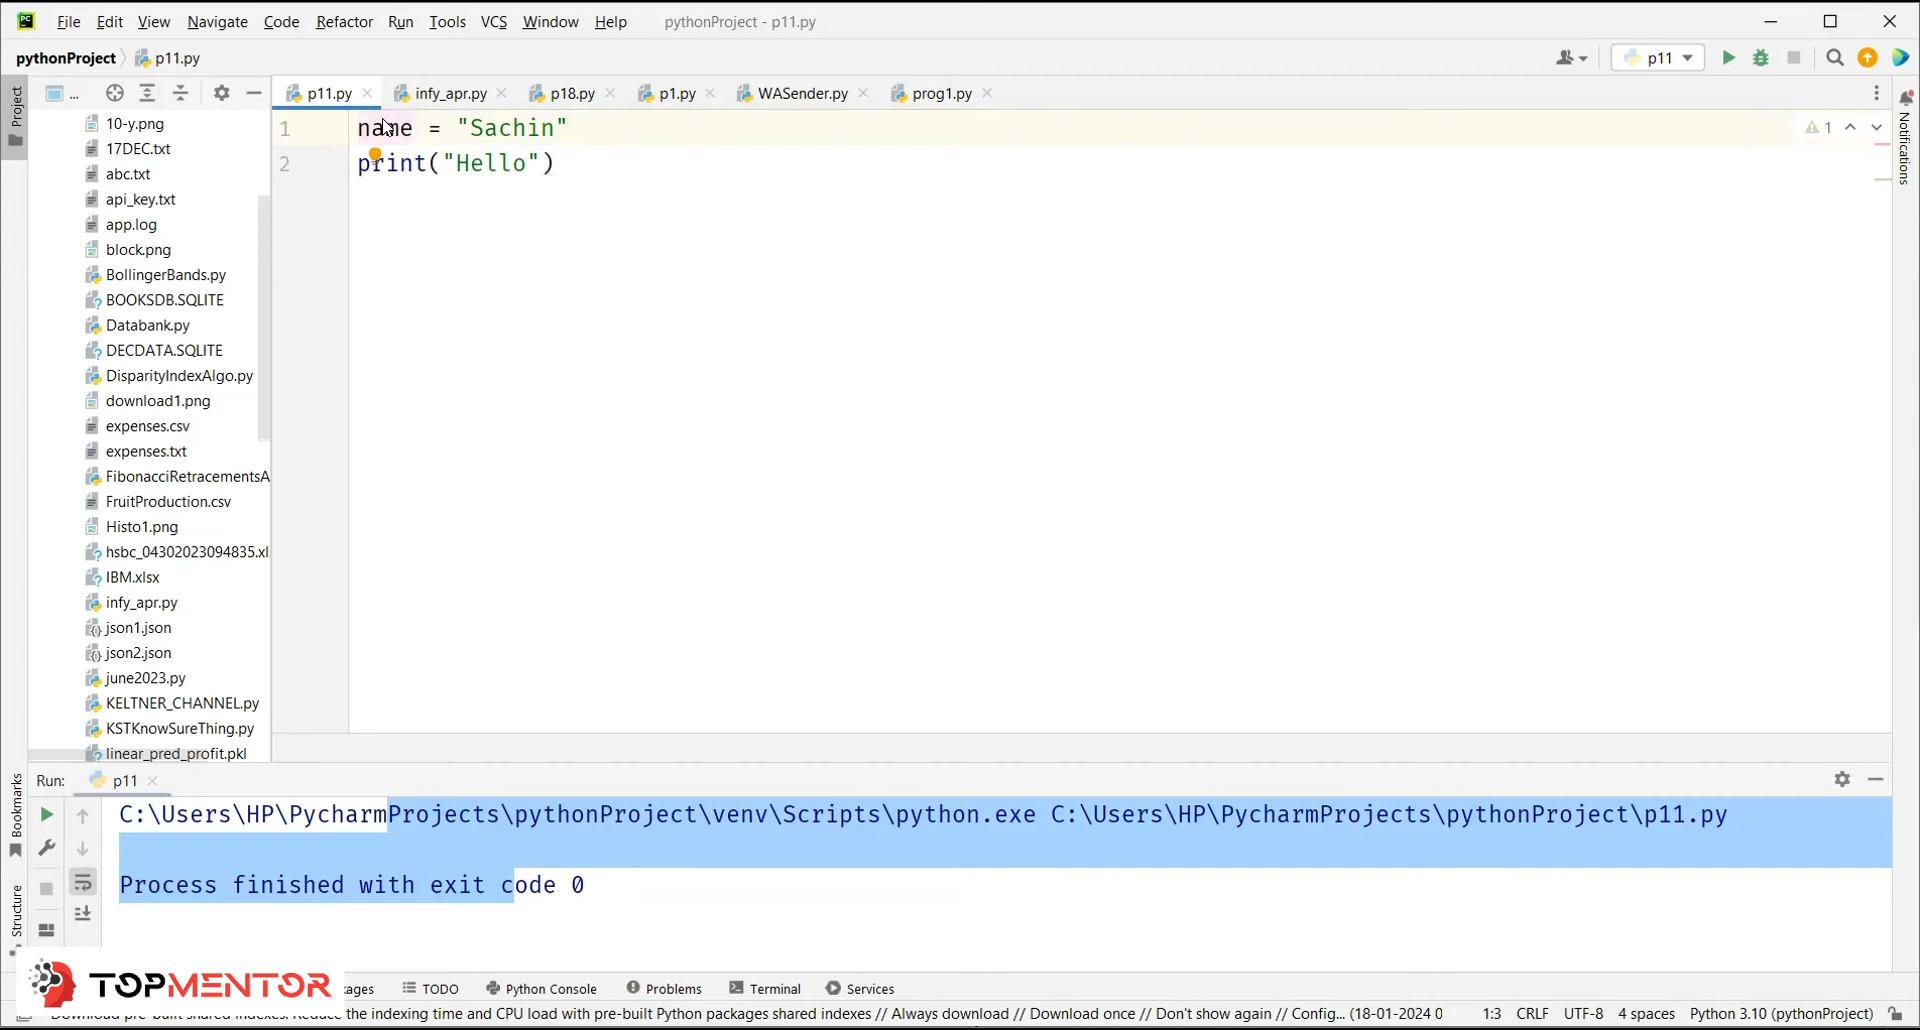 File Edit View Navigate Code Refactor Run Tools VCS Window Help pythonProject - p11.py
pythonProject p11.py p11
Project ... p11.py infy_apr.py p18.py p1.py WASender.py prog1.py
Notifications
10-y.png
17DEC.txt
abc.txt
api_key.txt
app.log
block.png
BollingerBands.py
BOOKSDB.SQLITE
Databank.py
DECDATA.SQLITE
DisparityIndexAlgo.py
download1.png
expenses.csv
expenses.txt
FibonacciRetracementsA
FruitProduction.csv
Histo1.png
hsbc_04302023094835.xl
IBM.xlsx
infy_apr.py
json1.json
json2.json
june2023.py
KELTNER_CHANNEL.py
KSTKnowSureThing.py
linear_pred_profit.pkl
1 name = "Sachin"
2 print("Hello")
1
Run: p11
Bookmarks
Structure
C:\Users\HP\PycharmProjects\pythonProject\venv\Scripts\python.exe C:\Users\HP\PycharmProjects\pythonProject\p11.py
Process finished with exit code 0
TOPMENTOR
kages TODO Python Console Problems Terminal Services
Download pre-built shared indexes: Reduce the indexing time and CPU load with pre-built Python packages shared indexes // Always download // Download once // Don't show again // Config... (18-01-2024 0 1:3 CRLF UTF-8 4 spaces Python 3.10 (pythonProject)